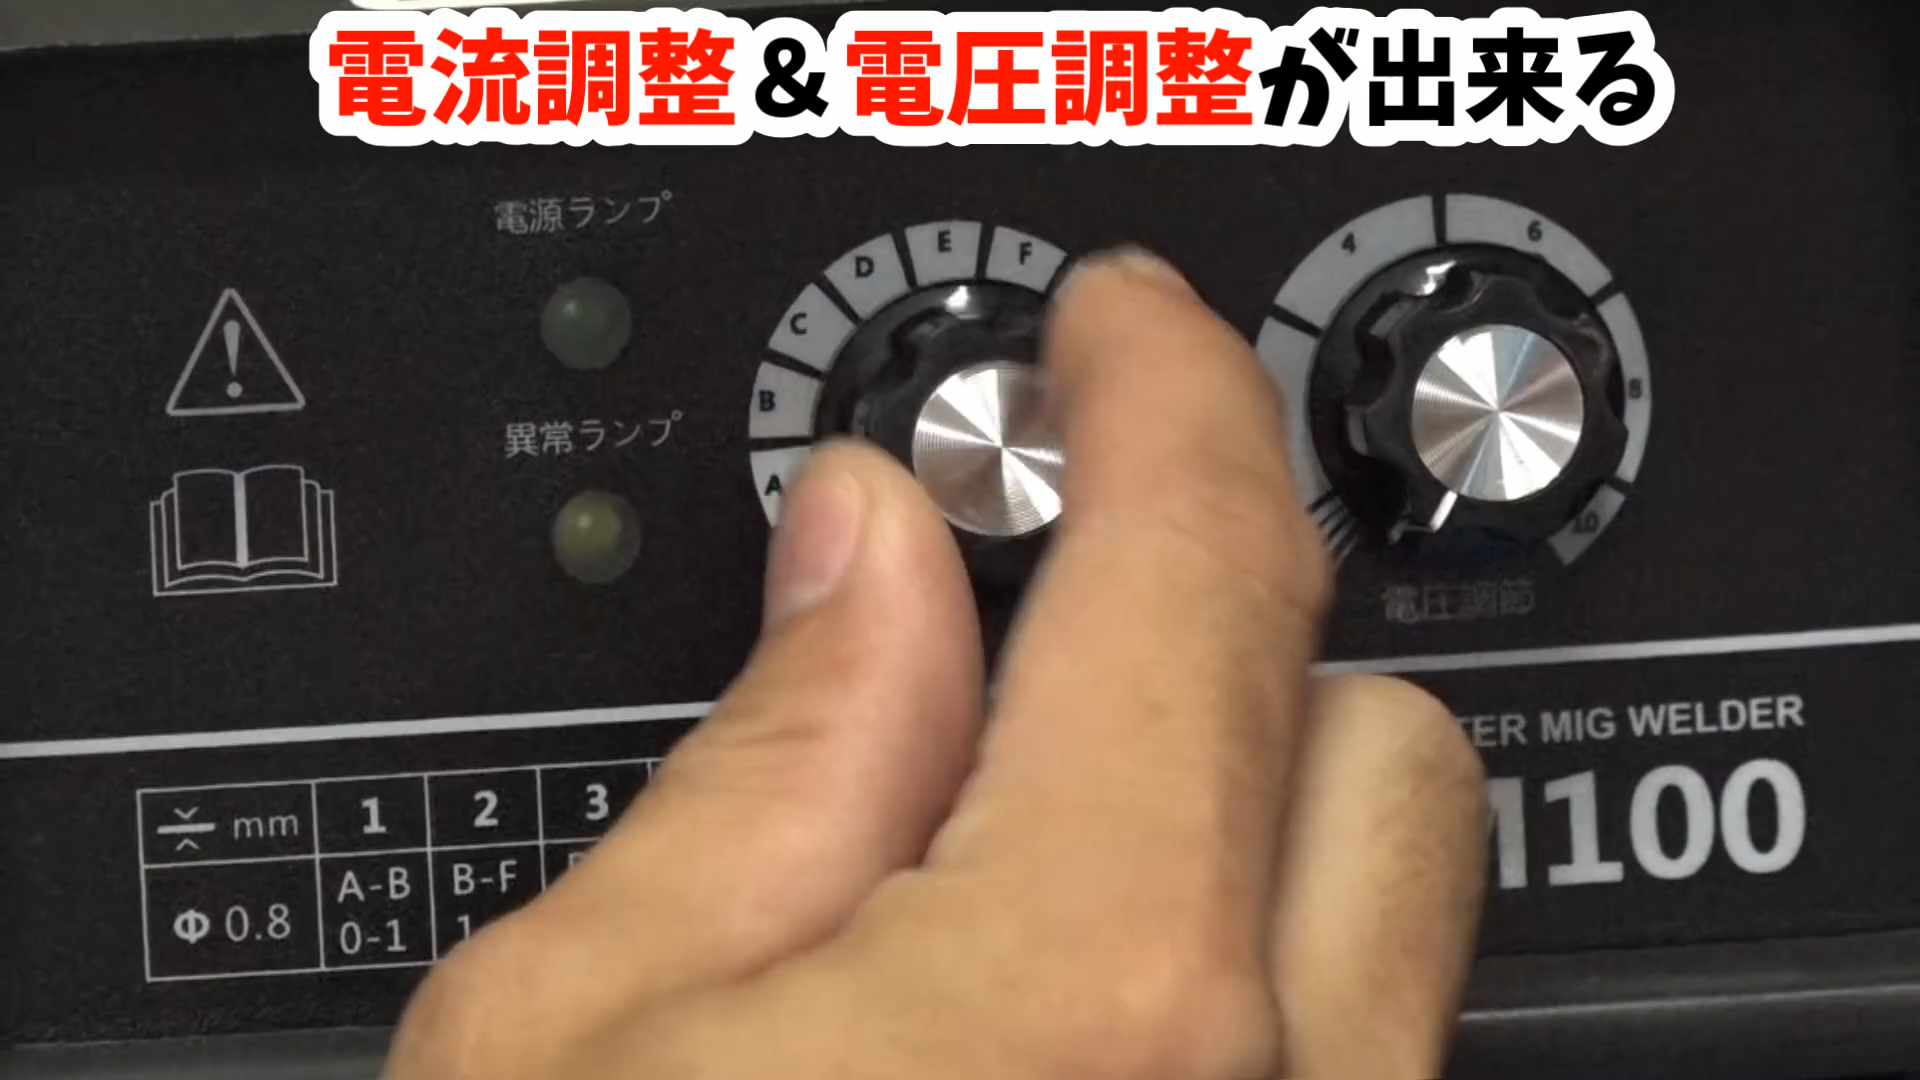 電流調整&電圧調整が出来る
電源ランプ
異常ランプ
A B C D E F
4 6 8 10
電圧調節
TER MIG WELDER
100
mm 1 2 3
Φ 0.8 A-B B-F
0-1 1